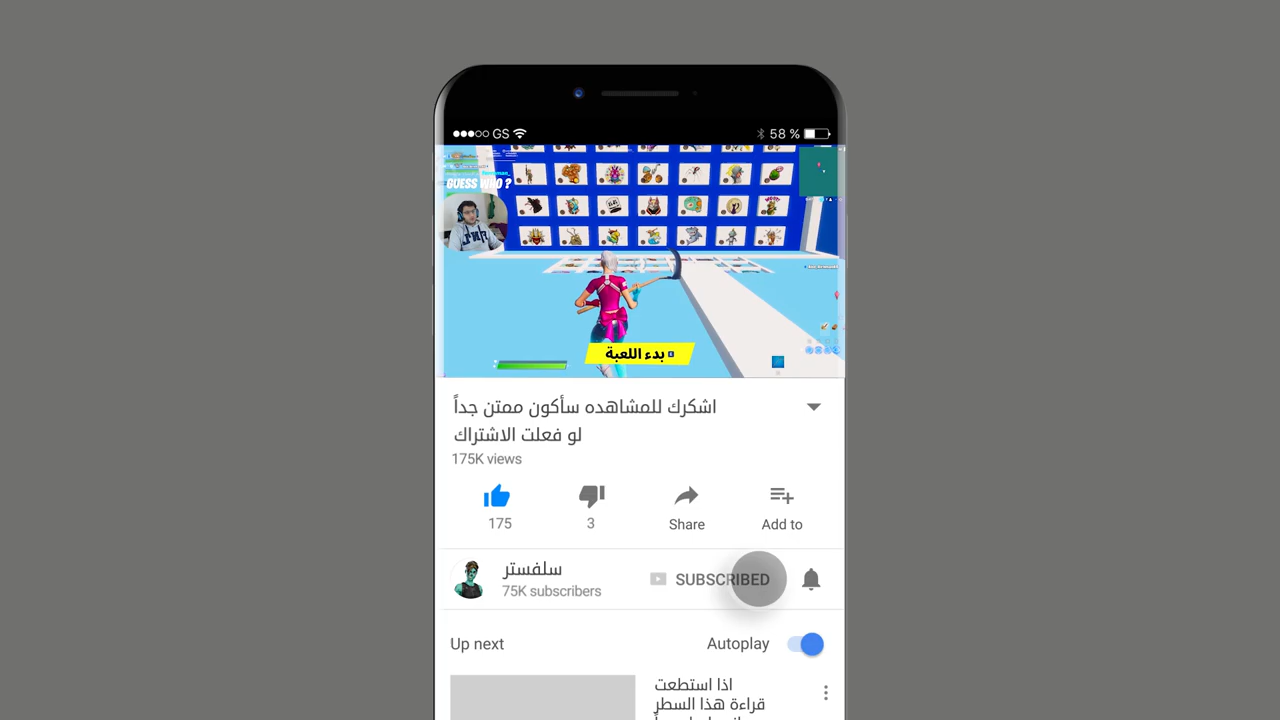 GS
58 %
GUESS WHO ?
بدء اللعبة
اشكرك للمشاهده سأكون ممتن جداً
لو فعلت الاشتراك
175K views
175
3
Share
Add to
سلفستر
75K subscribers
SUBSCRIBED
Up next
Autoplay
اذا استطعت
قراءة هذا السطر